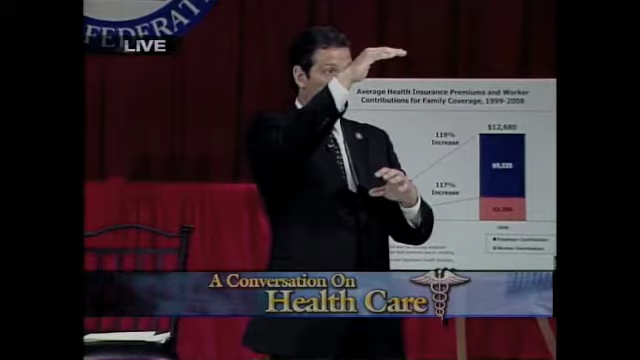 FEDERAT
LIVE
Average Health Insurance Premiums and Worker
Contributions for Family Coverage, 1999-2008
$12,680
119%
Increase
117%
Increase
A Conversation On
Health Care